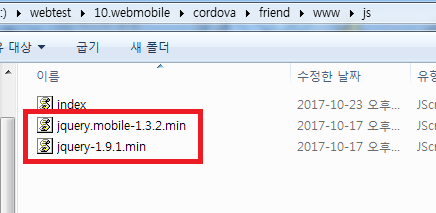 :) ▸ webtest ▸ 10.webmobile ▸ cordova ▸ friend ▸ www ▸ js
유 대상 ▾ 굽기 새 폴더
이름 수정한 날짜 유형
index 2017-10-23 오후... JScr
jquery.mobile-1.3.2.min 2017-10-17 오후... JScr
jquery-1.9.1.min 2017-10-17 오후... JScr